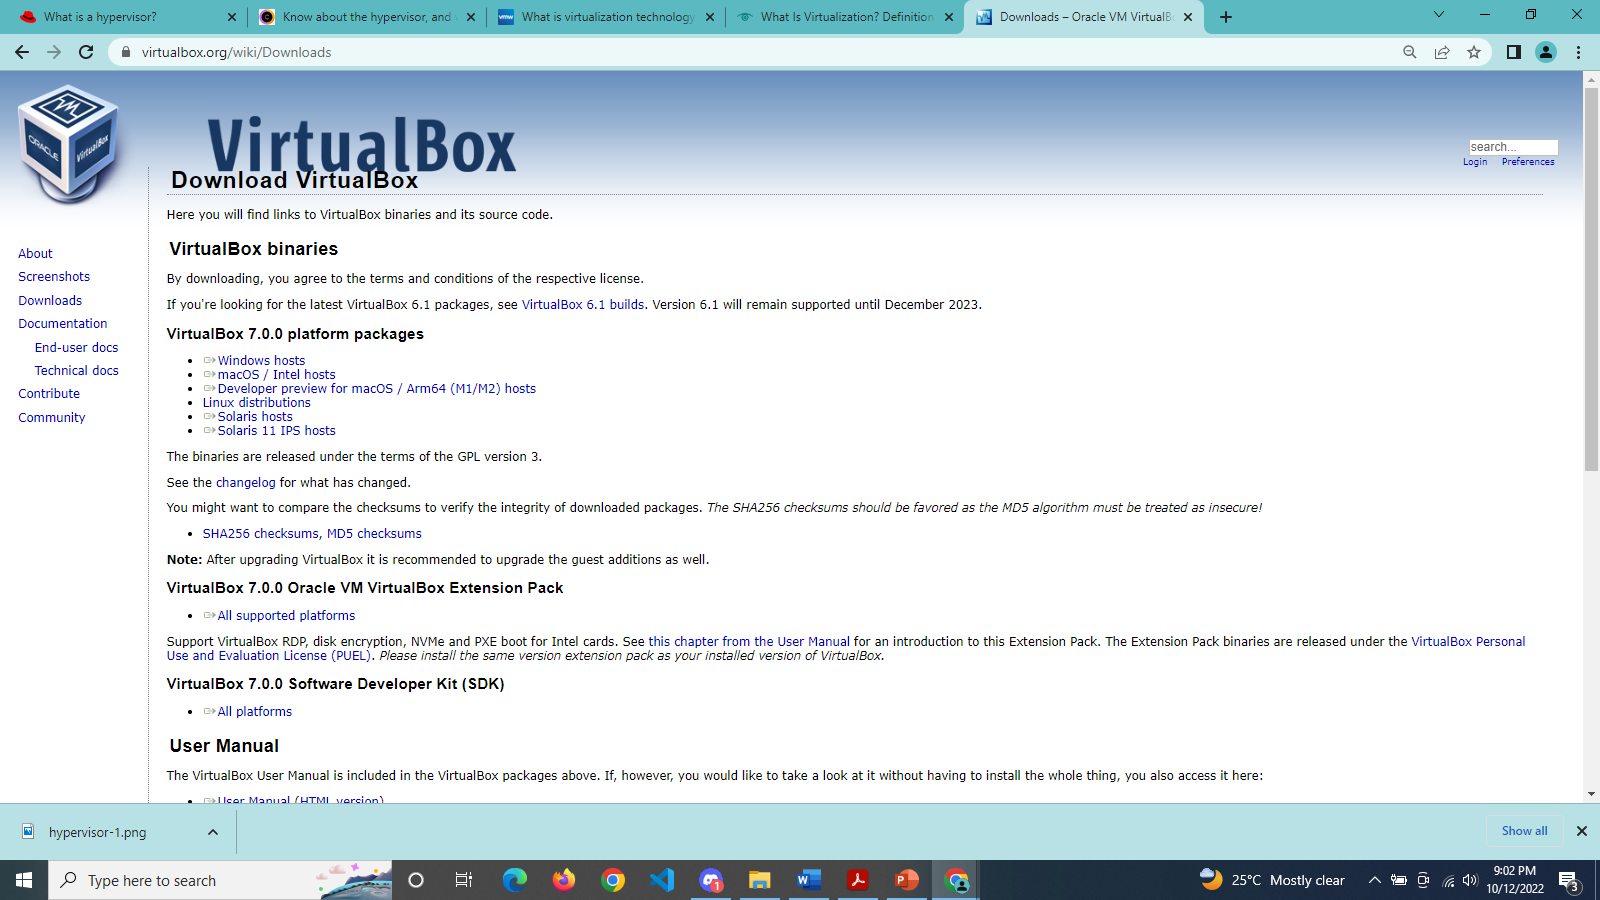 What is a hypervisor?
Know about the hypervisor, and
What is virtualization technology
What Is Virtualization? Definition
Downloads – Oracle VM VirtualBo
virtualbox.org/wiki/Downloads
ORACLE
VirtualBox
VirtualBox
search...
Login Preferences
Download VirtualBox
Here you will find links to VirtualBox binaries and its source code.
About
Screenshots
Downloads
Documentation
End-user docs
Technical docs
Contribute
Community
VirtualBox binaries
By downloading, you agree to the terms and conditions of the respective license.
If you're looking for the latest VirtualBox 6.1 packages, see VirtualBox 6.1 builds. Version 6.1 will remain supported until December 2023.
VirtualBox 7.0.0 platform packages
Windows hosts
macOS / Intel hosts
Developer preview for macOS / Arm64 (M1/M2) hosts
Linux distributions
Solaris hosts
Solaris 11 IPS hosts
The binaries are released under the terms of the GPL version 3.
See the changelog for what has changed.
You might want to compare the checksums to verify the integrity of downloaded packages. The SHA256 checksums should be favored as the MD5 algorithm must be treated as insecure!
SHA256 checksums, MD5 checksums
Note: After upgrading VirtualBox it is recommended to upgrade the guest additions as well.
VirtualBox 7.0.0 Oracle VM VirtualBox Extension Pack
All supported platforms
Support VirtualBox RDP, disk encryption, NVMe and PXE boot for Intel cards. See this chapter from the User Manual for an introduction to this Extension Pack. The Extension Pack binaries are released under the VirtualBox Personal
Use and Evaluation License (PUEL). Please install the same version extension pack as your installed version of VirtualBox.
VirtualBox 7.0.0 Software Developer Kit (SDK)
All platforms
User Manual
The VirtualBox User Manual is included in the VirtualBox packages above. If, however, you would like to take a look at it without having to install the whole thing, you also access it here:
User Manual (HTML version)
hypervisor-1.png
Show all
Type here to search
1
25°C Mostly clear
9:02 PM
10/12/2022
3